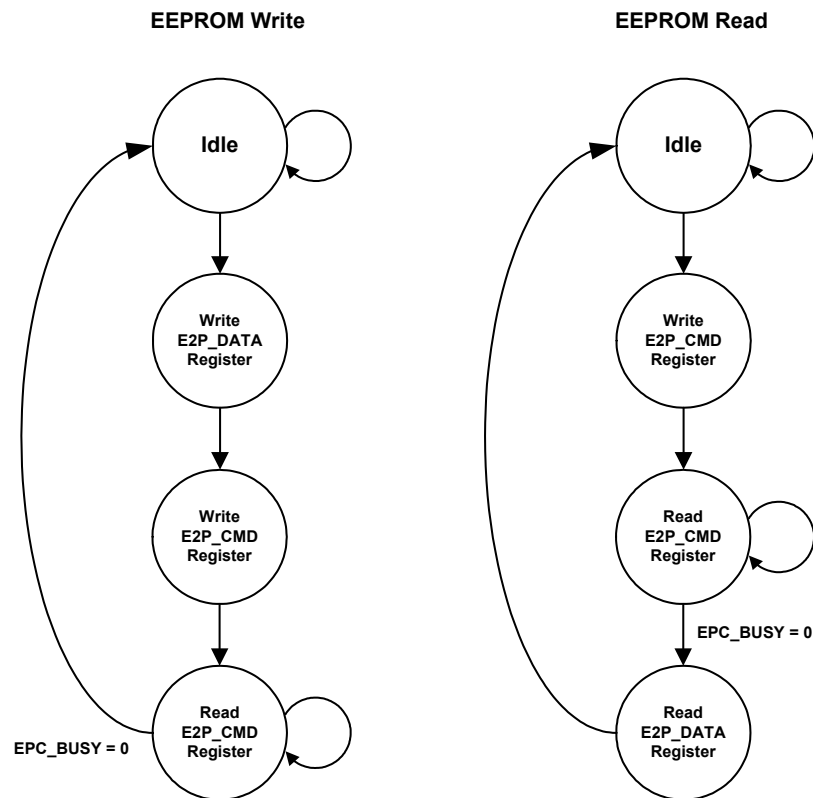 EEPROM Write
Idle
Write
E2P_DATA
Register
Write
E2P_CMD
Register
Read
E2P_CMD
Register
EPC_BUSY = 0
EEPROM Read
Idle
Write
E2P_CMD
Register
Read
E2P_CMD
Register
EPC_BUSY = 0
Read
E2P_DATA
Register